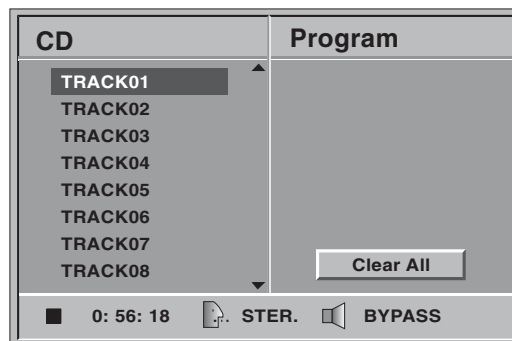 CD
Program
TRACK01
TRACK02
TRACK03
TRACK04
TRACK05
TRACK06
TRACK07
TRACK08
Clear All
0: 56: 18 STER. BYPASS